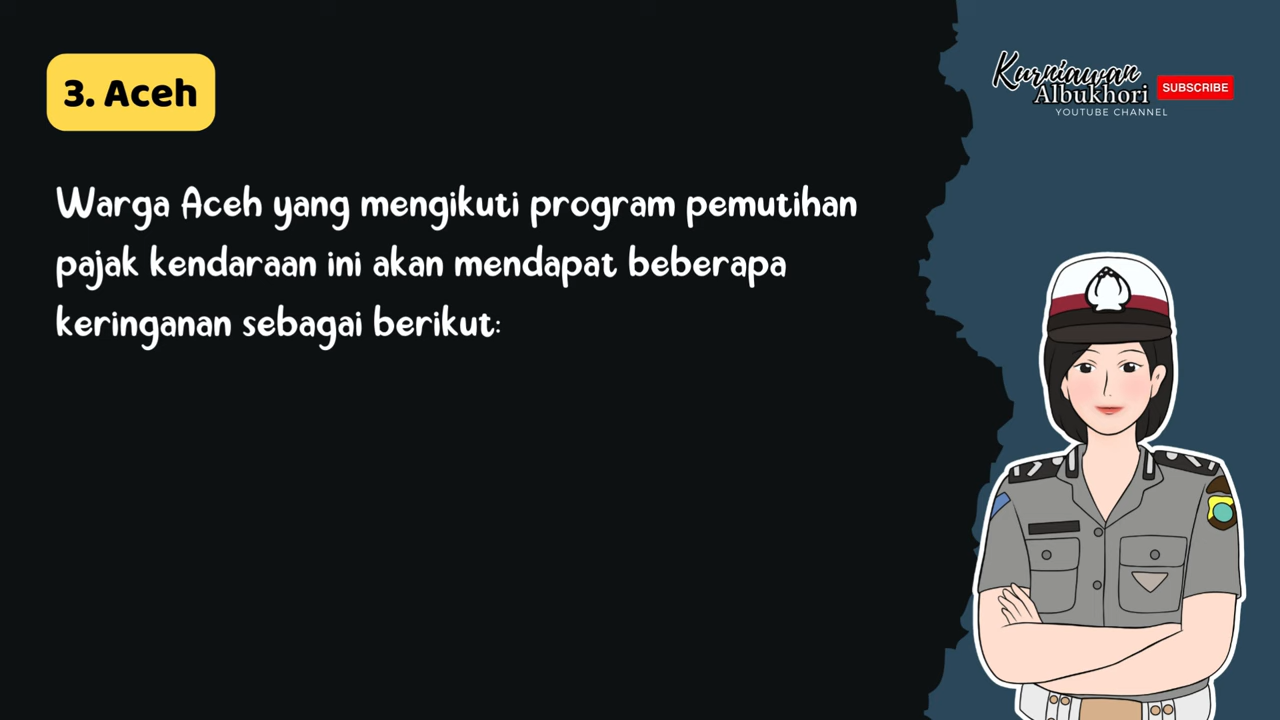 3. Aceh
Kurniawan
Albukhori
SUBSCRIBE
YOUTUBE CHANNEL
Warga Aceh yang mengikuti program pemutihan
pajak kendaraan ini akan mendapat beberapa
keringanan sebagai berikut: